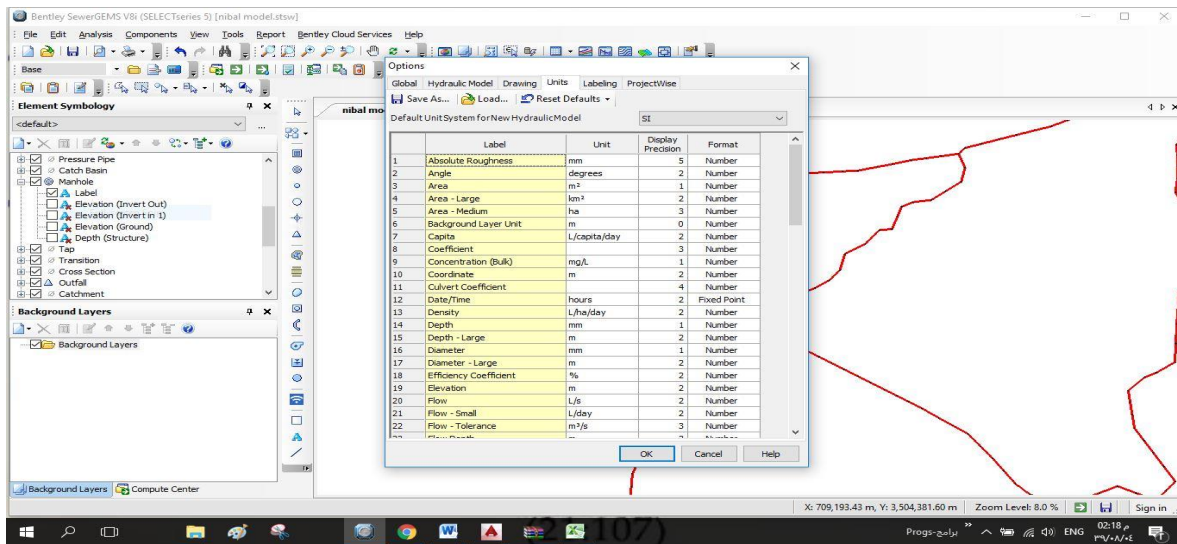 Bentley SewerGEMS V8i (SELECTseries 5) [nibal model.stsw]
File Edit Analysis Components View Tools Report Bentley Cloud Services Help
Base
Element Symbology
<default>
Pressure Pipe
Catch Basin
Manhole
Label
Elevation (Invert Out)
Elevation (Invert in 1)
Elevation (Ground)
Depth (Structure)
Tap
Transition
Cross Section
Outfall
Catchment
Background Layers
Background Layers
Background Layers Compute Center
nibal mo
Options
Global Hydraulic Model Drawing Units Labeling ProjectWise
Save As... Load... Reset Defaults
Default Unit System for New Hydraulic Model SI
Label Unit Display Precision Format
1 Absolute Roughness mm 5 Number
2 Angle degrees 2 Number
3 Area m² 1 Number
4 Area - Large km² 2 Number
5 Area - Medium ha 3 Number
6 Background Layer Unit m 0 Number
7 Capita L/capita/day 2 Number
8 Coefficient 3 Number
9 Concentration (Bulk) mg/L 1 Number
10 Coordinate m 2 Number
11 Culvert Coefficient 4 Number
12 Date/Time hours 2 Fixed Point
13 Density L/ha/day 2 Number
14 Depth mm 1 Number
15 Depth - Large m 2 Number
16 Diameter mm 1 Number
17 Diameter - Large m 2 Number
18 Efficiency Coefficient % 2 Number
19 Elevation m 2 Number
20 Flow L/s 2 Number
21 Flow - Small L/day 2 Number
22 Flow - Tolerance m³/s 3 Number
OK Cancel Help
X: 709,193.43 m, Y: 3,504,381.60 m Zoom Level: 8.0 % Sign in
(21:107)
Progs-برامج ENG 02:18 م
٣٩/٠٨/٠٤